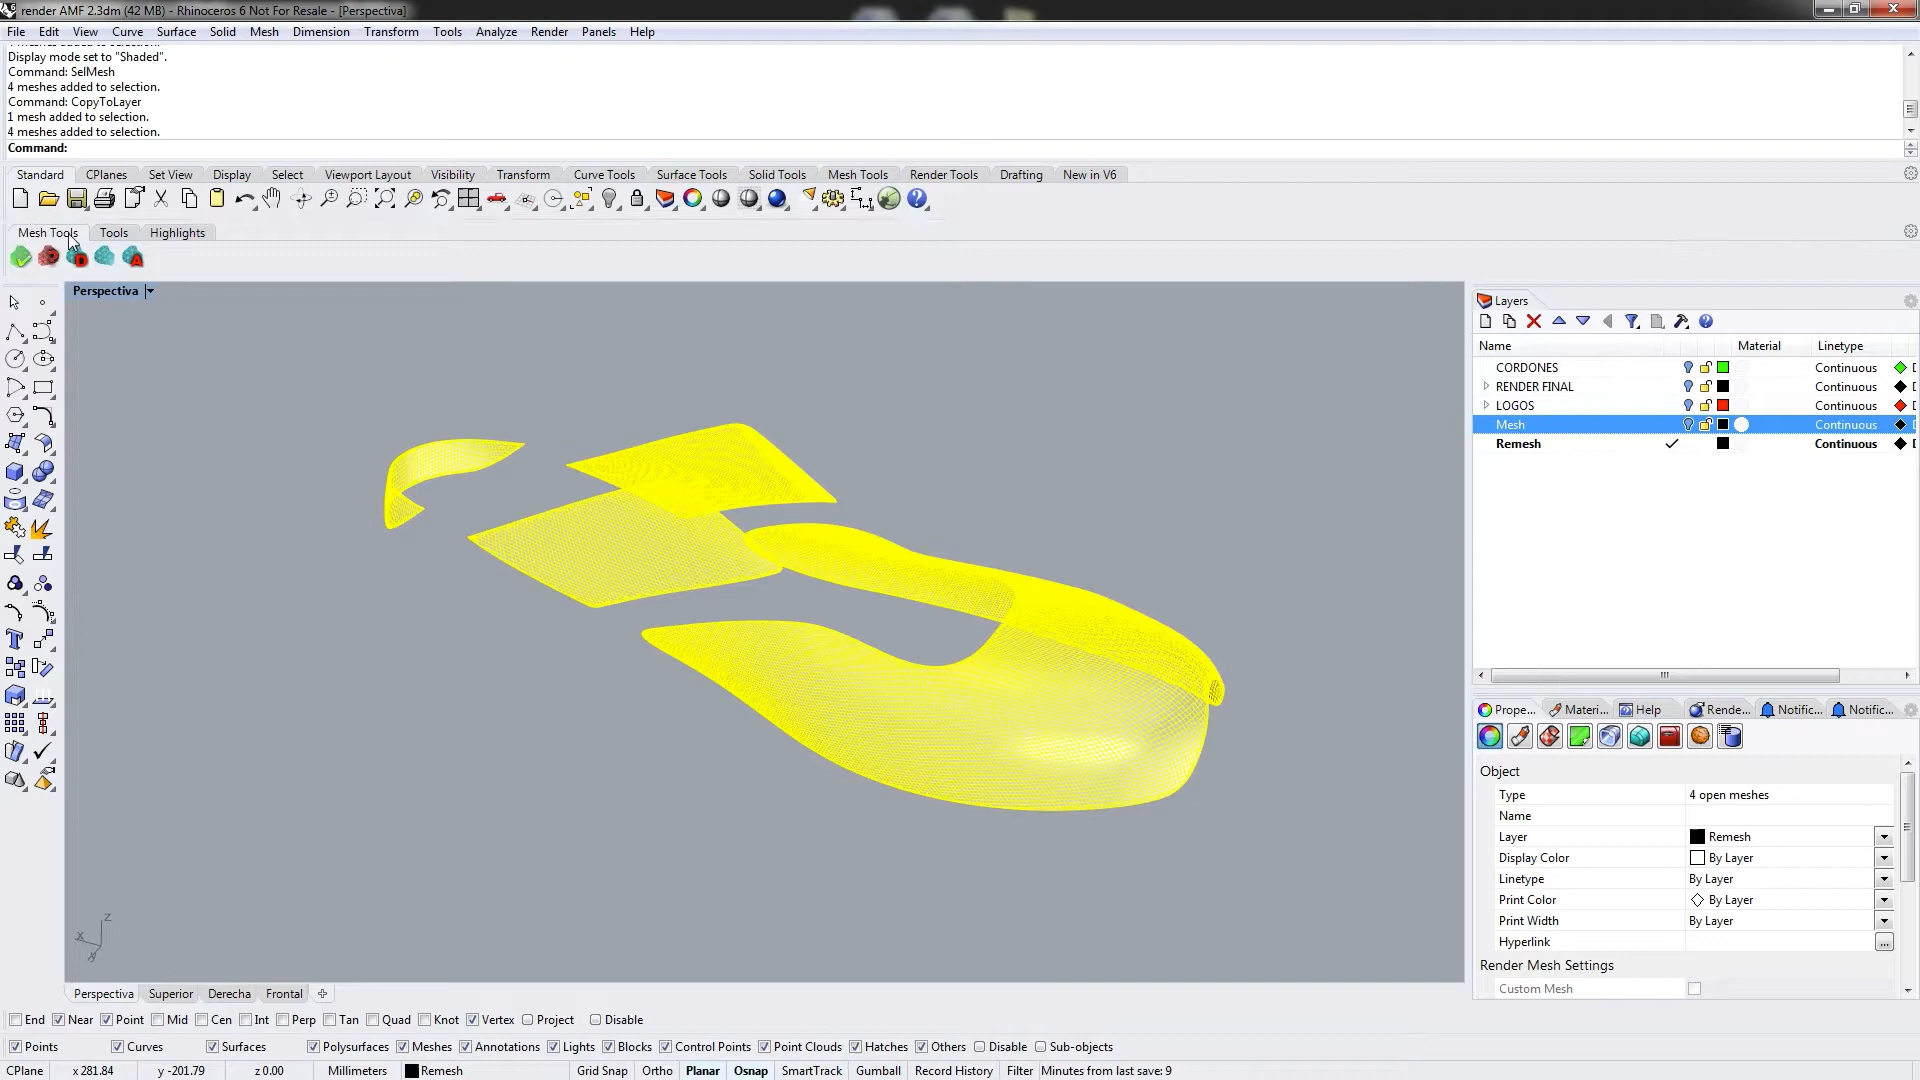 render AMF 2.3dm (42 MB) - Rhinoceros 6 Not For Resale - [Perspectiva]
File Edit View Curve Surface Solid Mesh Dimension Transform Tools Analyze Render Panels Help
Display mode set to "Shaded".
Command: SelMesh
4 meshes added to selection.
Command: CopyToLayer
1 mesh added to selection.
4 meshes added to selection.
Command:
Standard CPlanes Set View Display Select Viewport Layout Visibility Transform Curve Tools Surface Tools Solid Tools Mesh Tools Render Tools Drafting New in V6
Mesh Tools Tools Highlights
Perspectiva
Layers
Name Material Linetype
CORDONES Continuous
RENDER FINAL Continuous
LOGOS Continuous
Mesh Continuous
Remesh Continuous
Prope... Materi... Help Rende... Notific... Notific...
Object
Type 4 open meshes
Name
Layer Remesh
Display Color By Layer
Linetype By Layer
Print Color By Layer
Print Width By Layer
Hyperlink ...
Render Mesh Settings
Custom Mesh
z
x
y
Perspectiva Superior Derecha Frontal
End Near Point Mid Cen Int Perp Tan Quad Knot Vertex Project Disable
Points Curves Surfaces Polysurfaces Meshes Annotations Lights Blocks Control Points Point Clouds Hatches Others Disable Sub-objects
CPlane x 281.84 y -201.79 z 0.00 Millimeters Remesh Grid Snap Ortho Planar Osnap SmartTrack Gumball Record History Filter Minutes from last save: 9